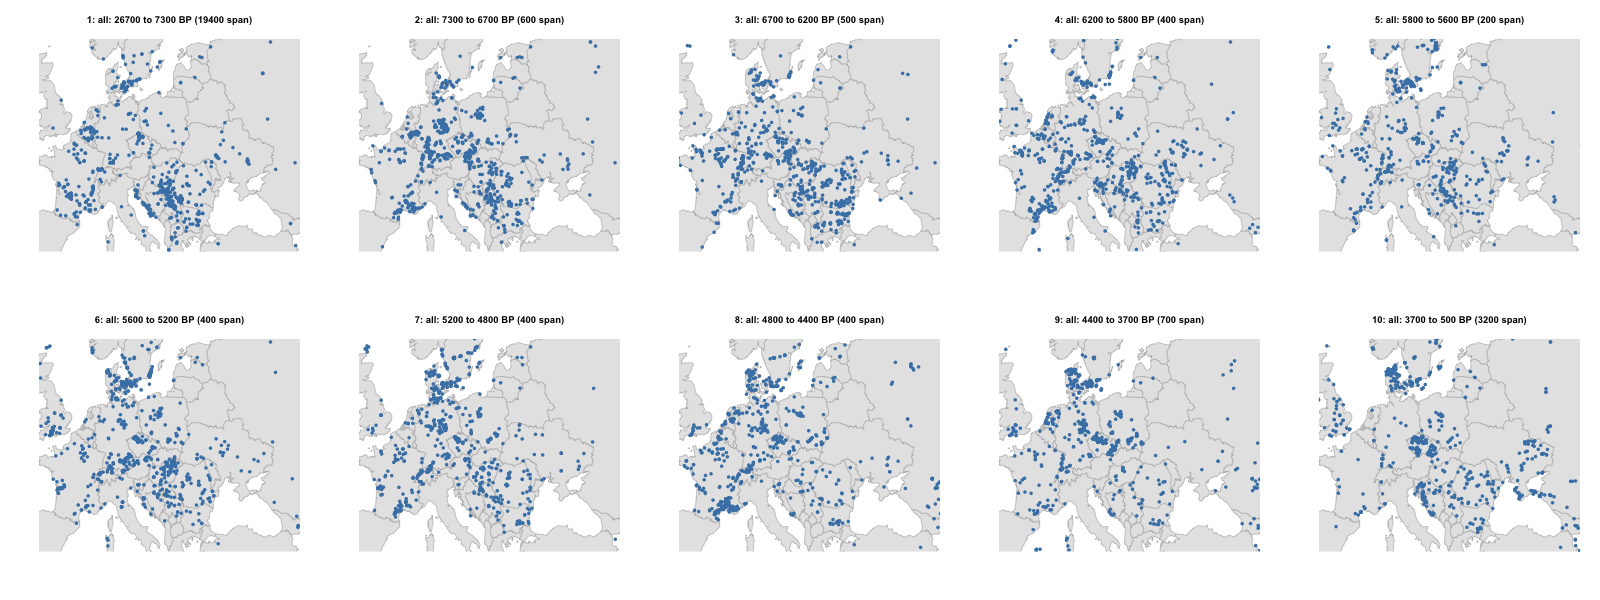 1: all: 26700 to 7300 BP (19400 span)
2: all: 7300 to 6700 BP (600 span)
3: all: 6700 to 6200 BP (500 span)
4: all: 6200 to 5800 BP (400 span)
5: all: 5800 to 5600 BP (200 span)
6: all: 5600 to 5200 BP (400 span)
7: all: 5200 to 4800 BP (400 span)
8: all: 4800 to 4400 BP (400 span)
9: all: 4400 to 3700 BP (700 span)
10: all: 3700 to 500 BP (3200 span)